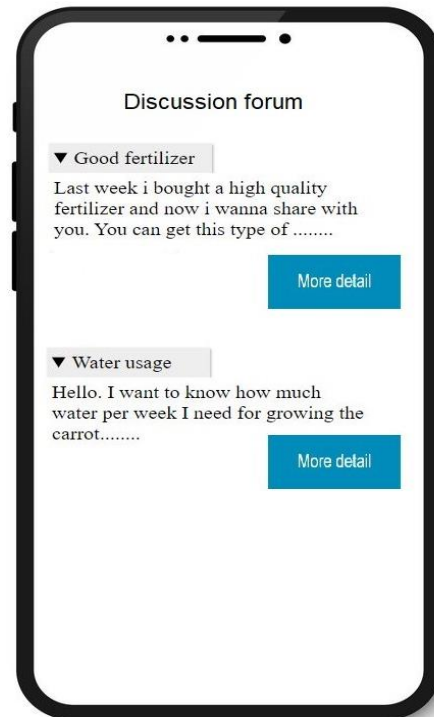 Discussion forum
▼ Good fertilizer
Last week i bought a high quality
fertilizer and now i wanna share with
you. You can get this type of ........
More detail
▼ Water usage
Hello. I want to know how much
water per week I need for growing the
carrot........
More detail